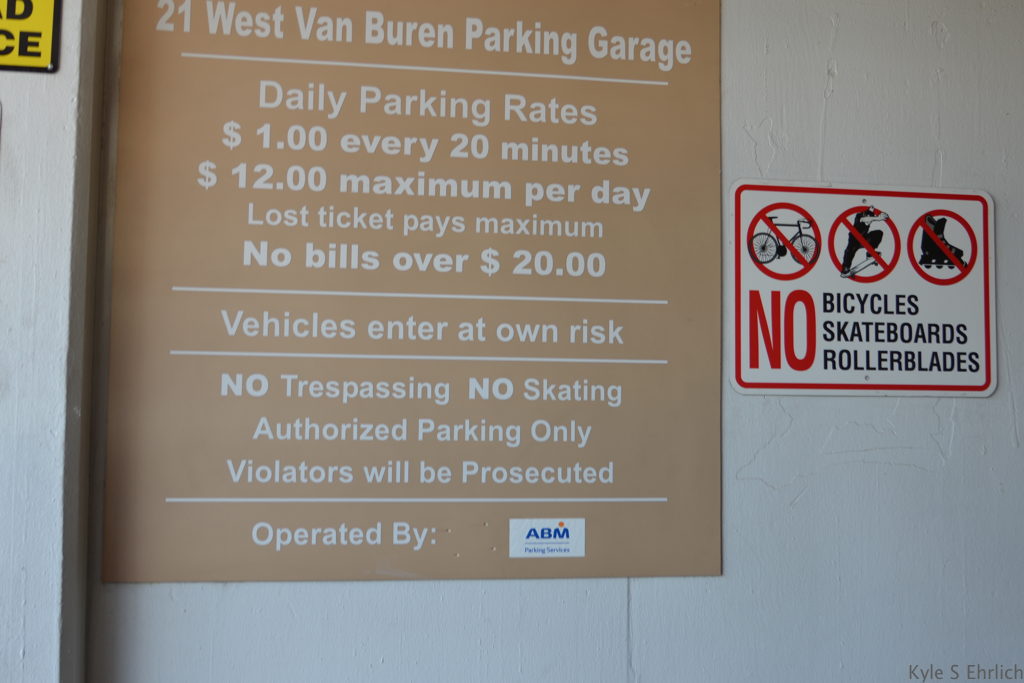 21 West Van Buren Parking Garage
Daily Parking Rates
$ 1.00 every 20 minutes
$ 12.00 maximum per day
Lost ticket pays maximum
No bills over $ 20.00
Vehicles enter at own risk
NO Trespassing NO Skating
Authorized Parking Only
Violators will be Prosecuted
Operated By:
ABM
Parking Services
NO BICYCLES
SKATEBOARDS
ROLLERBLADES
Kyle S Ehrlich